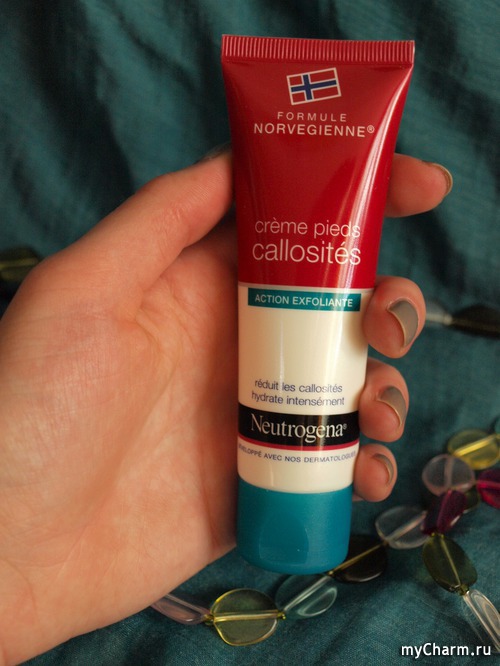 FORMULE
NORVEGIENNE®
crème pieds
callosités
ACTION EXFOLIANTE
réduit les callosités
hydrate intensément
Neutrogena®
DÉVELOPPÉ AVEC NOS DERMATOLOGUES
myCharm.ru